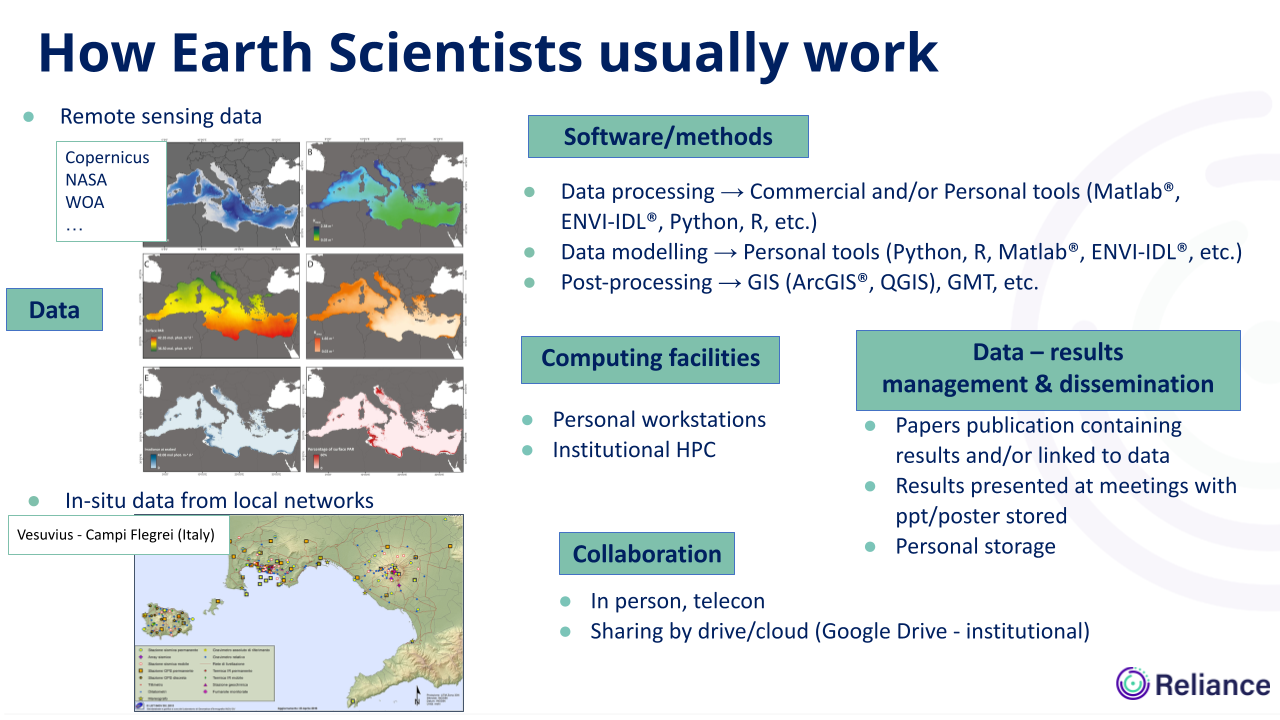 How Earth Scientists usually work
● Remote sensing data
Copernicus
NASA
WOA
…
B
C
D
E
F
Data
● In-situ data from local networks
Vesuvius - Campi Flegrei (Italy)
Software/methods
● Data processing → Commercial and/or Personal tools (Matlab®,
ENVI-IDL®, Python, R, etc.)
● Data modelling → Personal tools (Python, R, Matlab®, ENVI-IDL®, etc.)
● Post-processing → GIS (ArcGIS®, QGIS), GMT, etc.
Computing facilities
● Personal workstations
● Institutional HPC
Data – results
management & dissemination
● Papers publication containing
results and/or linked to data
● Results presented at meetings with
ppt/poster stored
● Personal storage
Collaboration
● In person, telecon
● Sharing by drive/cloud (Google Drive - institutional)
Reliance